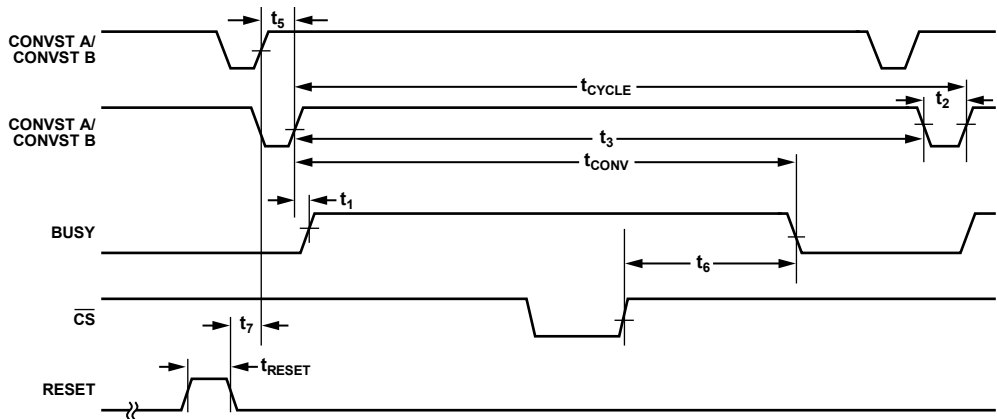 t5
CONVST A/
CONVST B
tCYCLE
t2
CONVST A/
CONVST B
t3
tCONV
t1
BUSY
t6
CS
t7
tRESET
RESET